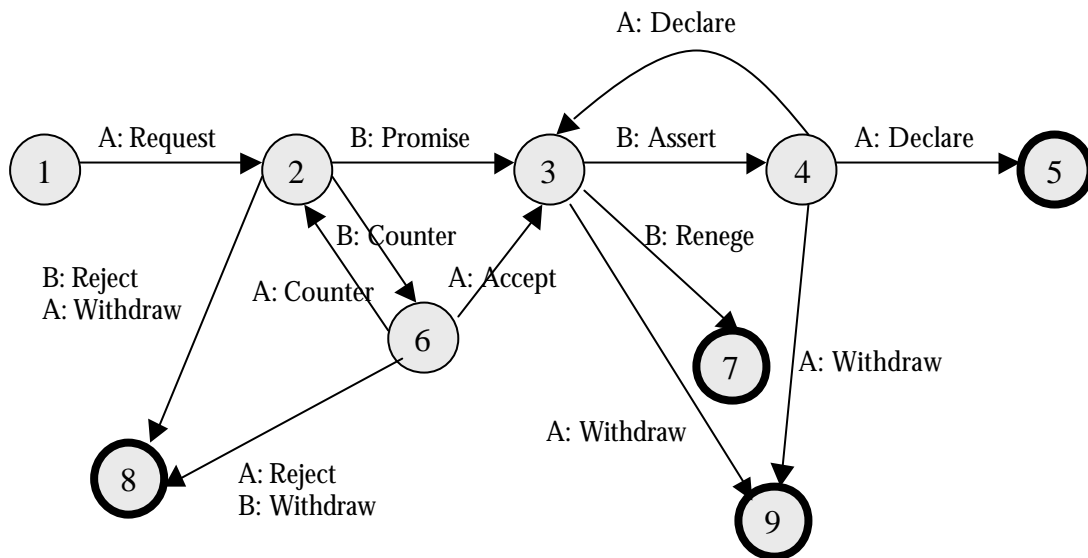 A: Declare
A: Request
B: Promise
B: Assert
A: Declare
1
2
3
4
5
B: Renege
B: Counter
B: Reject
A: Withdraw
A: Counter
A: Accept
6
7
A: Withdraw
A: Withdraw
8
A: Reject
B: Withdraw
9